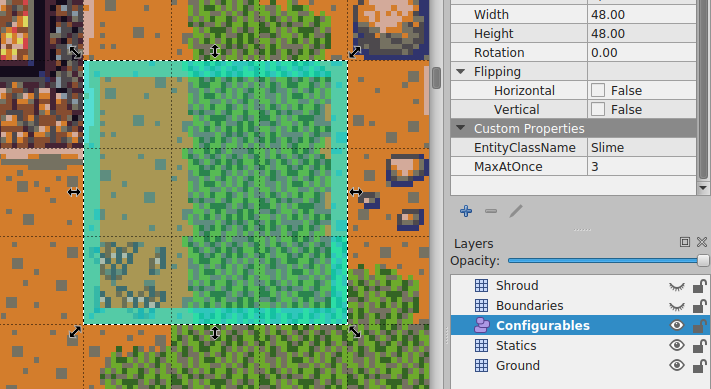 Width 48.00
Height 48.00
Rotation 0.00
Flipping
Horizontal False
Vertical False
Custom Properties
EntityClassName Slime
MaxAtOnce 3
Layers
Opacity:
Shroud
Boundaries
Configurables
Statics
Ground